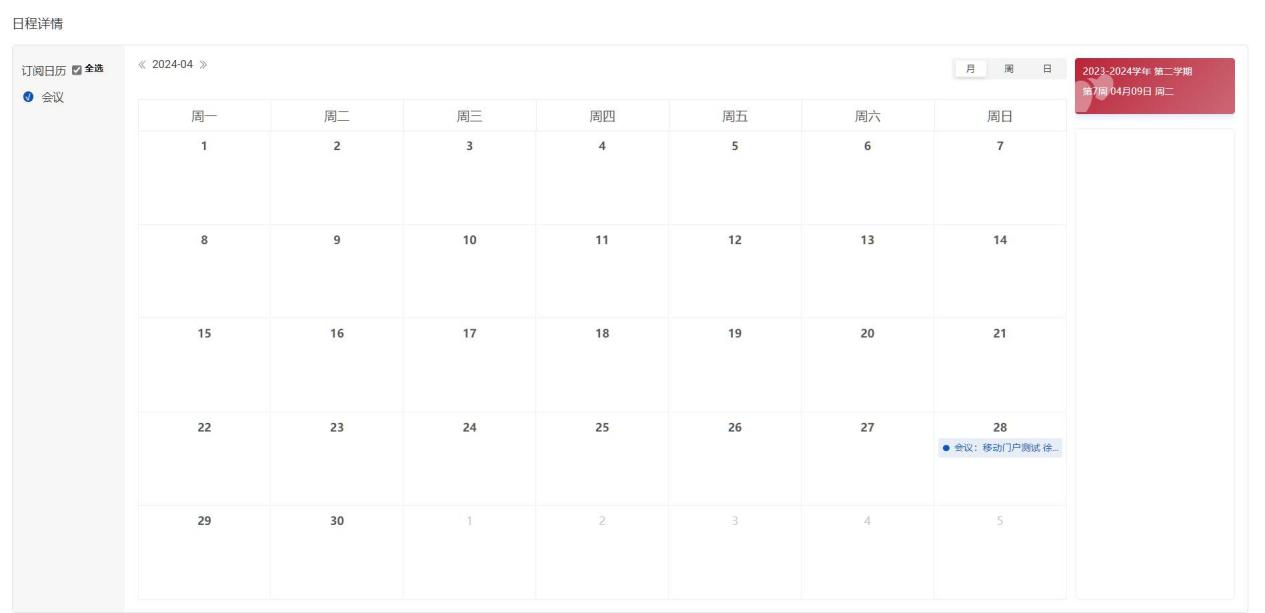 日程详情
订阅日历 全选
会议
« 2024-04 »
月 周 日
2023-2024学年 第二学期
第7周 04月09日 周二
周一 周二 周三 周四 周五 周六 周日
1 2 3 4 5 6 7
8 9 10 11 12 13 14
15 16 17 18 19 20 21
22 23 24 25 26 27 28
会议：移动门户测试 徐...
29 30 1 2 3 4 5